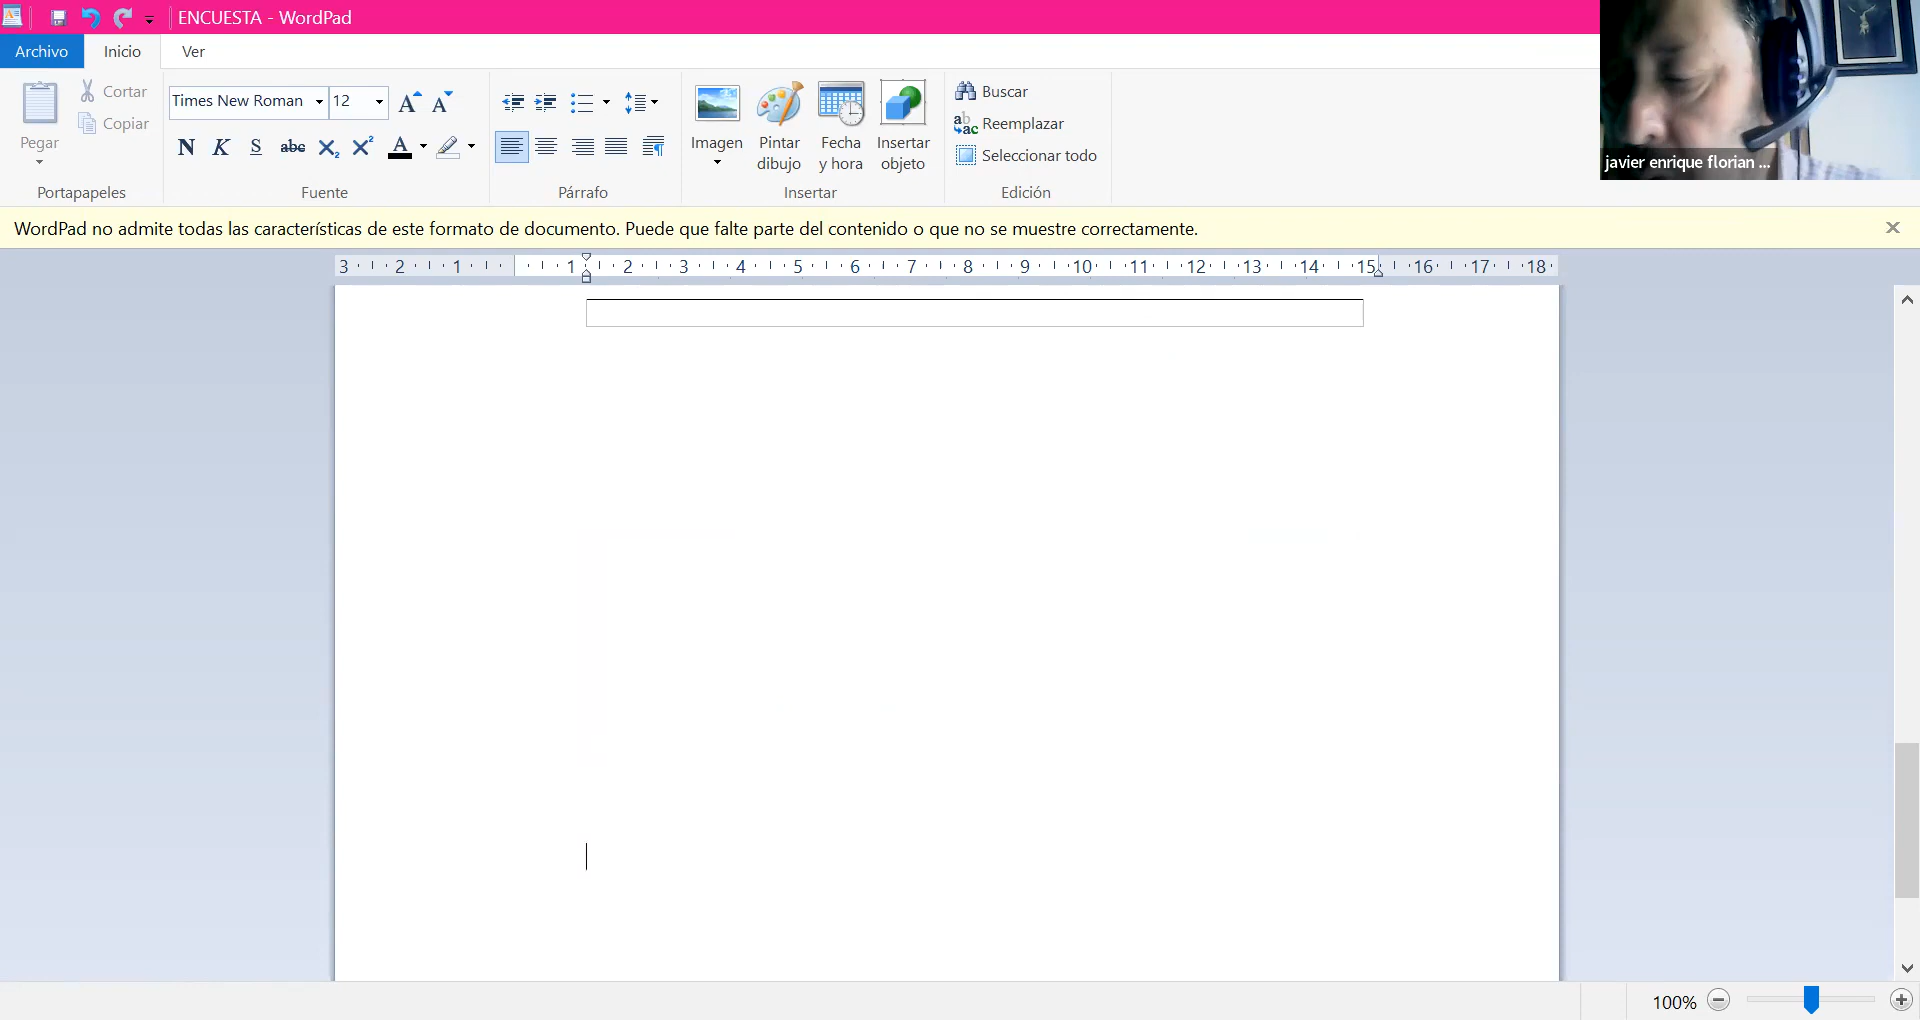 ENCUESTA - WordPad
Archivo Inicio Ver
Pegar
Cortar
Copiar
Portapapeles
Times New Roman 12
N K S abc X₂ X²
Fuente
Párrafo
Imagen
Pintar dibujo
Fecha y hora
Insertar objeto
Insertar
Buscar
Reemplazar
Seleccionar todo
Edición
javier enrique florian ...
WordPad no admite todas las características de este formato de documento. Puede que falte parte del contenido o que no se muestre correctamente.
3 2 1 1 2 3 4 5 6 7 8 9 10 11 12 13 14 15 16 17 18
100%